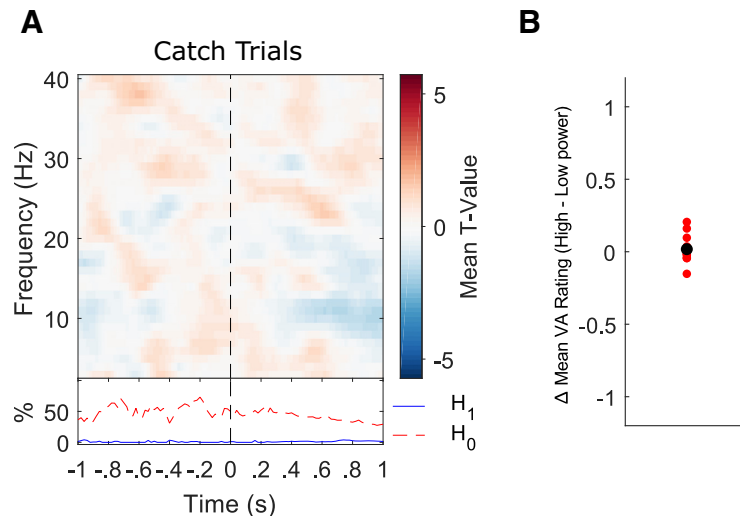 A
Catch Trials
40
30
20
10
Frequency (Hz)
5
0
-5
Mean T-Value
%
50
0
H1
H0
-1 -.8 -.6 -.4 -.2 0 .2 .4 .6 .8 1
Time (s)
B
1
0.5
0
-0.5
-1
Δ Mean VA Rating (High - Low power)